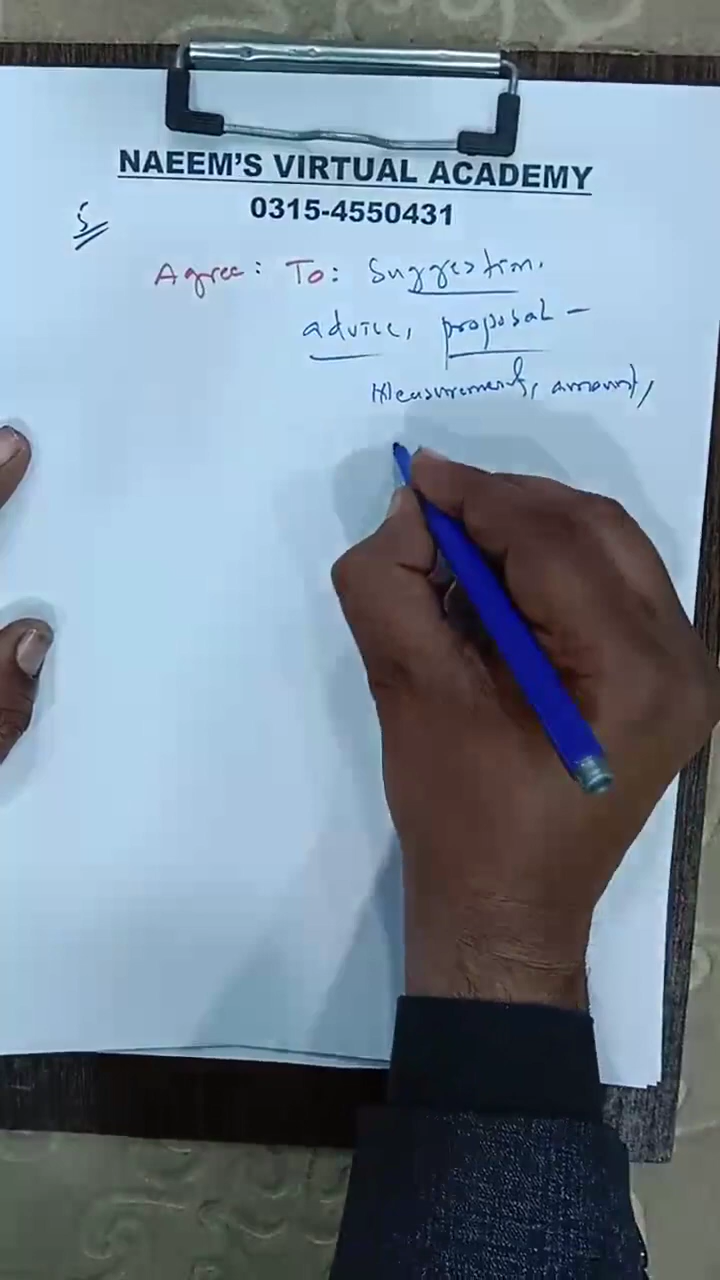 NAEEM'S VIRTUAL ACADEMY
0315-4550431
Agree: To: Suggestion.
advice, proposal -
Measurement, amount,